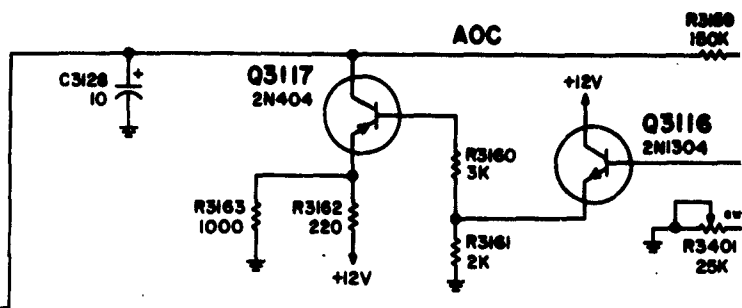 R3159
180K
AOC
C3128
10
+
Q3117
2N404
+12V
Q3116
2N1304
R3160
3K
R3163
1000
R3162
220
+12V
R3161
2K
R3401
25K